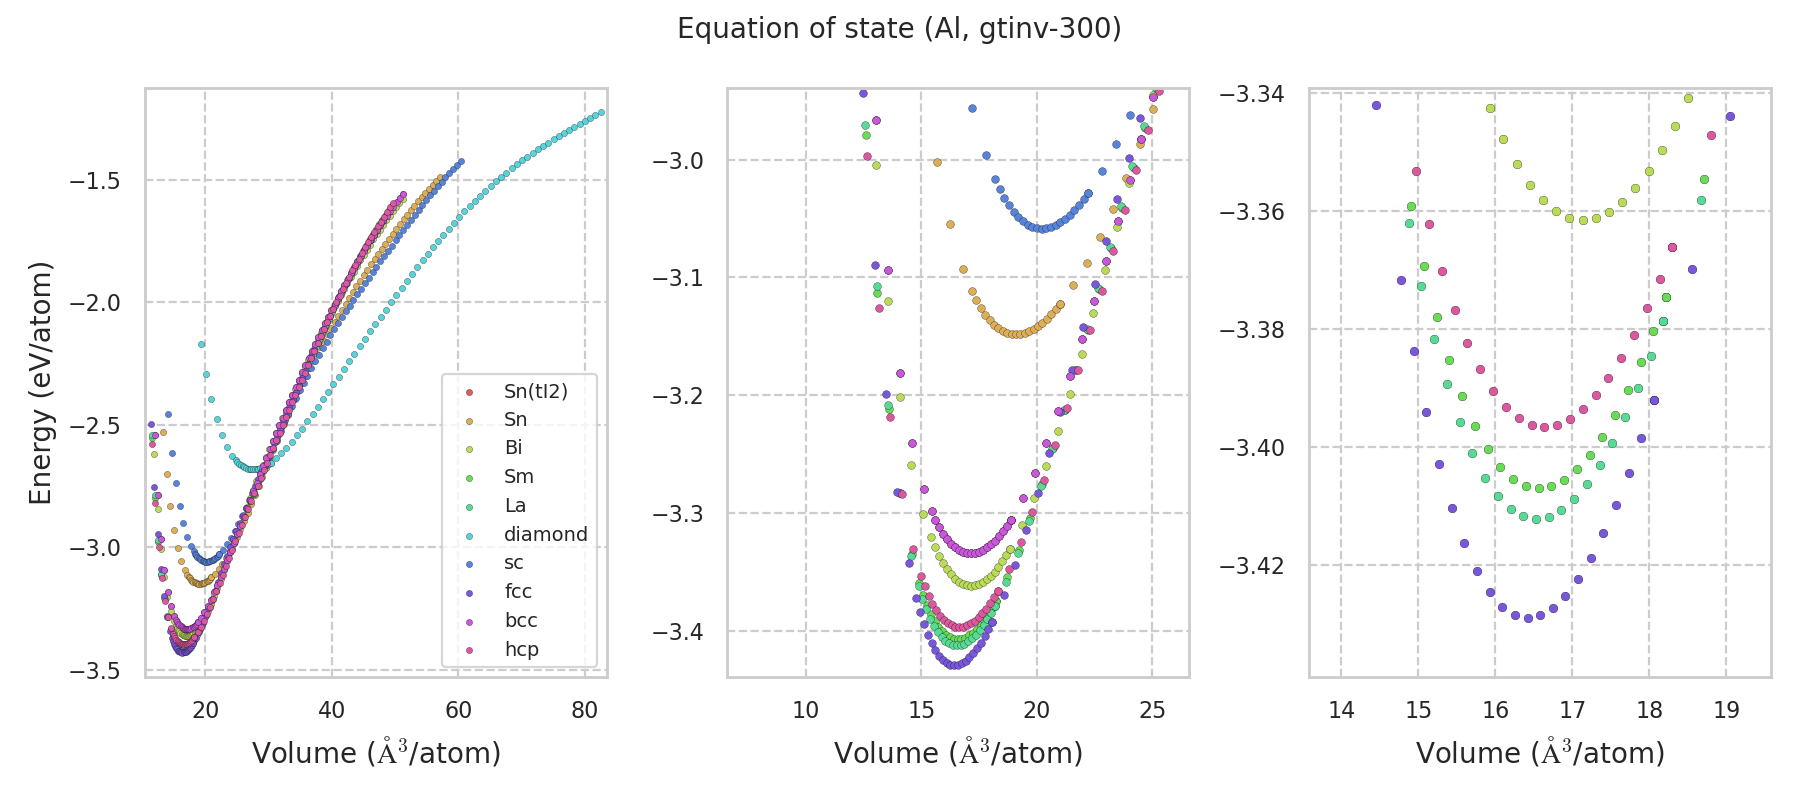 Equation of state (Al, gtinv-300)
Energy (eV/atom)
−1.5
−2.0
−2.5
−3.0
−3.5
20
40
60
80
Volume (Å³/atom)
Sn(tI2)
Sn
Bi
Sm
La
diamond
sc
fcc
bcc
hcp
−3.0
−3.1
−3.2
−3.3
−3.4
10
15
20
25
Volume (Å³/atom)
−3.34
−3.36
−3.38
−3.40
−3.42
14
15
16
17
18
19
Volume (Å³/atom)